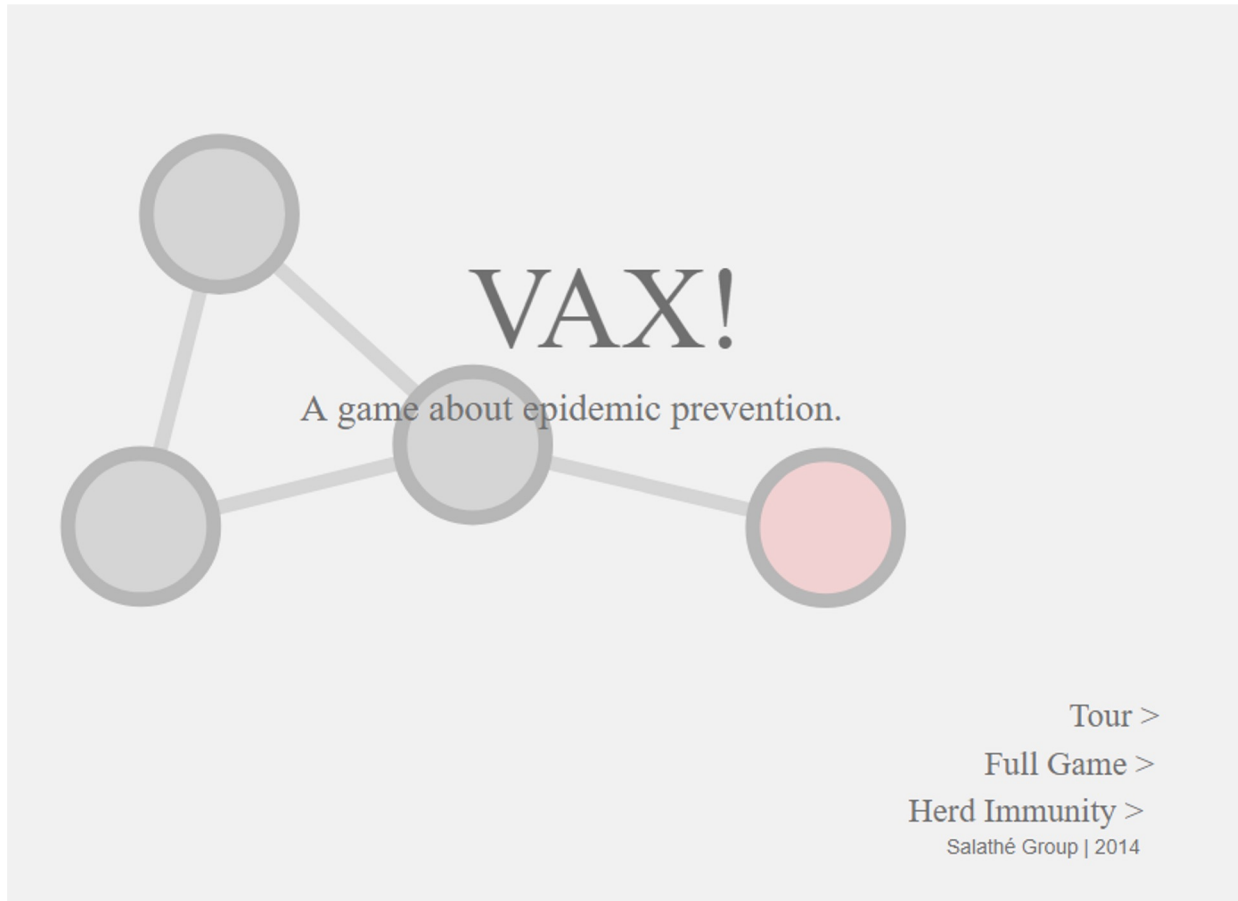 VAX!
A game about epidemic prevention.
Tour >
Full Game >
Herd Immunity >
Salathé Group | 2014